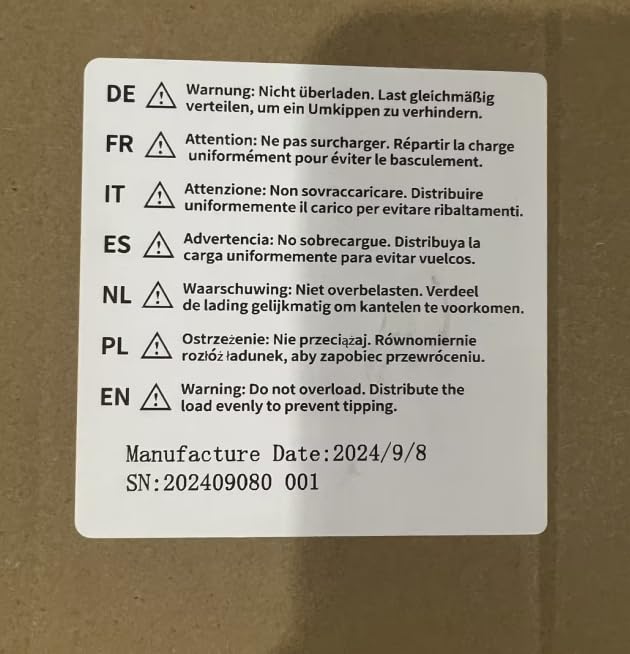 DE Warnung: Nicht überladen. Last gleichmäßig
verteilen, um ein Umkippen zu verhindern.
FR Attention: Ne pas surcharger. Répartir la charge
uniformément pour éviter le basculement.
IT Attenzione: Non sovraccaricare. Distribuire
uniformemente il carico per evitare ribaltamenti.
ES Advertencia: No sobrecargue. Distribuya la
carga uniformemente para evitar vuelcos.
NL Waarschuwing: Niet overbelasten. Verdeel
de lading gelijkmatig om kantelen te voorkomen.
PL Ostrzeżenie: Nie przeciążaj. Równomiernie
rozłóż ładunek, aby zapobiec przewróceniu.
EN Warning: Do not overload. Distribute the
load evenly to prevent tipping.
Manufacture Date:2024/9/8
SN:202409080 001